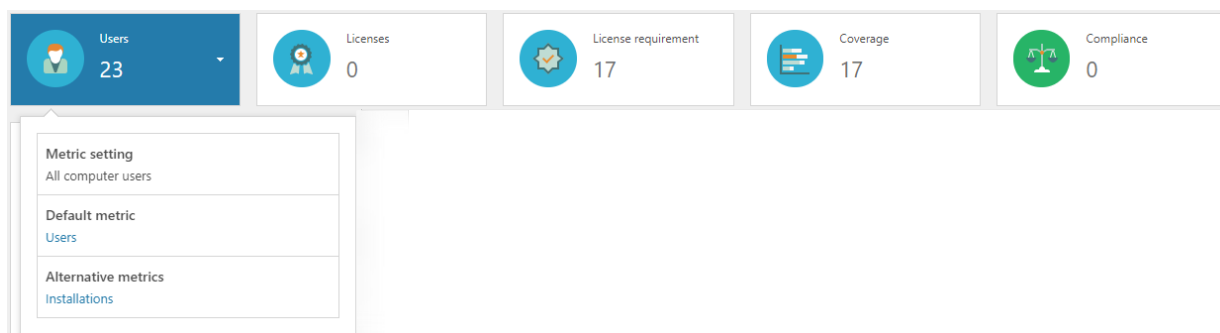 Users
23
Licenses
0
License requirement
17
Coverage
17
Compliance
0
Metric setting
All computer users
Default metric
Users
Alternative metrics
Installations